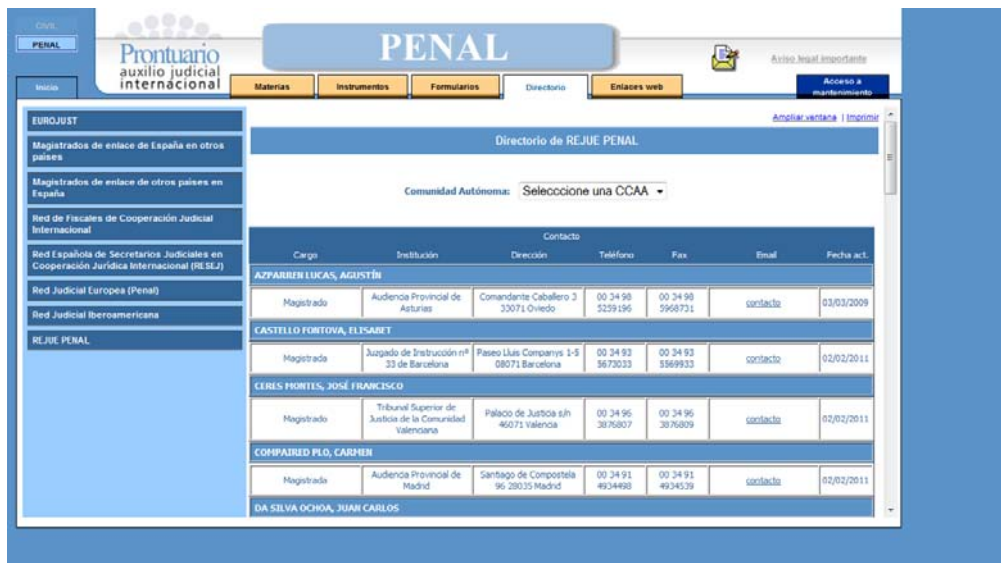 CIVIL
PENAL
Inicio
Prontuario
auxilio judicial
internacional
PENAL
Aviso legal importante
Materias
Instrumentos
Formularios
Directorio
Enlaces web
Acceso a
mantenimiento
EUROJUST
Magistrados de enlace de España en otros
países
Magistrados de enlace de otros países en
España
Red de Fiscales de Cooperación Judicial
Internacional
Red Española de Secretarios Judiciales en
Cooperación Jurídica Internacional (RESEJ)
Red Judicial Europea (Penal)
Red Judicial Iberoamericana
REJUE PENAL
Ampliar ventana | Imprimir
Directorio de REJUE PENAL
Comunidad Autónoma: Selecccione una CCAA
Contacto
Cargo Institución Dirección Teléfono Fax Email Fecha act.
AZPARREN LUCAS, AGUSTÍN
Magistrado
Audiencia Provincial de
Asturias
Comandante Caballero 3
33071 Oviedo
00 34 98
5259196
00 34 98
5968731
contacto
03/03/2009
CASTELLO FONTOVA, ELISABET
Magistrada
Juzgado de Instrucción nº
33 de Barcelona
Paseo Lluis Companys 1-5
08071 Barcelona
00 34 93
5673033
00 34 93
5569933
contacto
02/02/2011
CERES MONTES, JOSÉ FRANCISCO
Magistrado
Tribunal Superior de
Justicia de la Comunidad
Valenciana
Palacio de Justicia s/n
46071 Valencia
00 34 96
3876807
00 34 96
3876809
contacto
02/02/2011
COMPAIRED PLO, CARMEN
Magistrada
Audiencia Provincial de
Madrid
Santiago de Compostela
96 28035 Madrid
00 34 91
4934498
00 34 91
4934539
contacto
02/02/2011
DA SILVA OCHOA, JUAN CARLOS